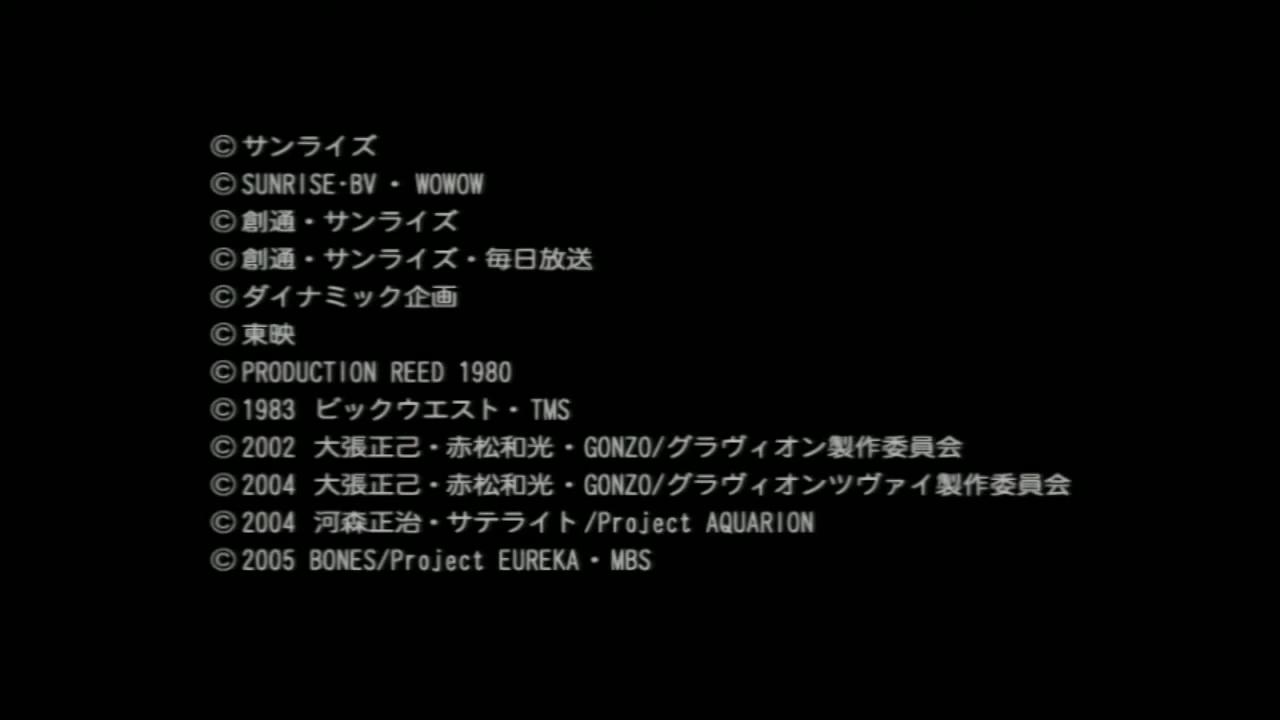 ©サンライズ
©SUNRISE・BV ・ WOWOW
©創通・サンライズ
©創通・サンライズ・毎日放送
©ダイナミック企画
©東映
©PRODUCTION REED 1980
©1983 ビックウエスト・TMS
©2002 大張正己・赤松和光・GONZO/グラヴィオン製作委員会
©2004 大張正己・赤松和光・GONZO/グラヴィオンツヴァイ製作委員会
©2004 河森正治・サテライト/Project AQUARION
©2005 BONES/Project EUREKA・MBS